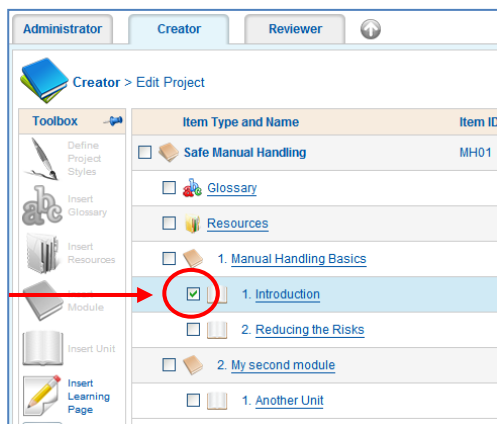 Administrator
Creator
Reviewer
Creator > Edit Project
Toolbox
Item Type and Name
Item ID
Define
Project
Styles
Safe Manual Handling
MH01
Insert
Glossary
Glossary
Insert
Resources
Resources
1. Manual Handling Basics
Insert
Module
1. Introduction
Insert Unit
2. Reducing the Risks
2. My second module
Insert
Learning
Page
1. Another Unit